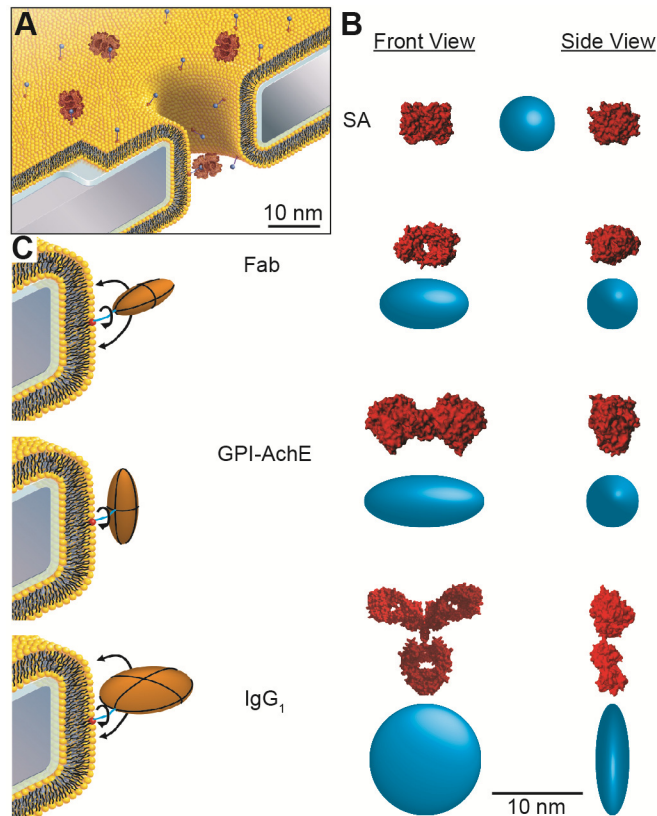 A
10 nm
B
Front View
Side View
SA
C
Fab
GPI-AchE
IgG₁
10 nm